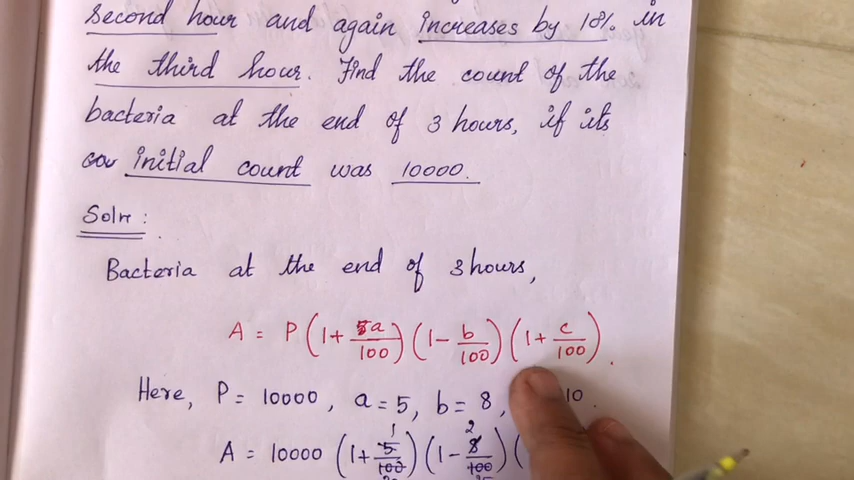 second hour and again increases by 10% in
the third hour. Find the count of the
bacteria at the end of 3 hours, if its
initial count was 10000.
Soln :
Bacteria at the end of 3 hours,
A = P(1+ a/100)(1- b/100)(1+ c/100).
Here, P = 10000, a = 5, b = 8, 10.
A = 10000 (1+ 5/100)(1- 8/100)(